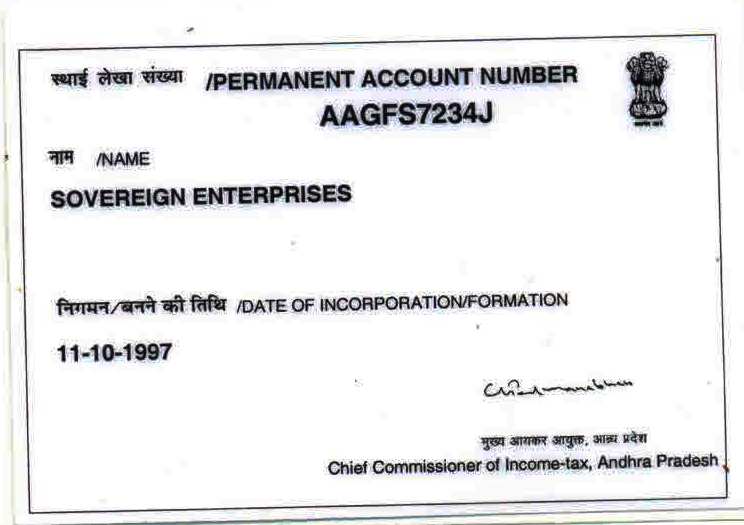 स्थाई लेखा संख्या /PERMANENT ACCOUNT NUMBER
AAGFS7234J
नाम /NAME
SOVEREIGN ENTERPRISES
निगमन/बनने की तिथि /DATE OF INCORPORATION/FORMATION
11-10-1997
मुख्य आयकर आयुक्त, आन्ध्र प्रदेश
Chief Commissioner of Income-tax, Andhra Pradesh